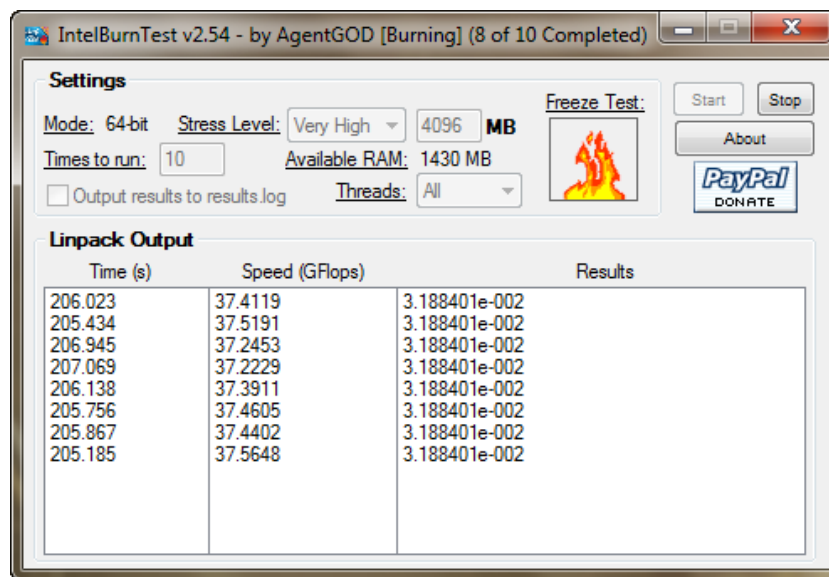 IntelBurnTest v2.54 - by AgentGOD [Burning] (8 of 10 Completed)
Settings
Mode: 64-bit Stress Level: Very High 4096 MB
Times to run: 10 Available RAM: 1430 MB
Output results to results.log Threads: All
Freeze Test:
Start Stop
About
PayPal
DONATE
Linpack Output
Time (s) Speed (GFlops) Results
206.023 37.4119 3.188401e-002
205.434 37.5191 3.188401e-002
206.945 37.2453 3.188401e-002
207.069 37.2229 3.188401e-002
206.138 37.3911 3.188401e-002
205.756 37.4605 3.188401e-002
205.867 37.4402 3.188401e-002
205.185 37.5648 3.188401e-002